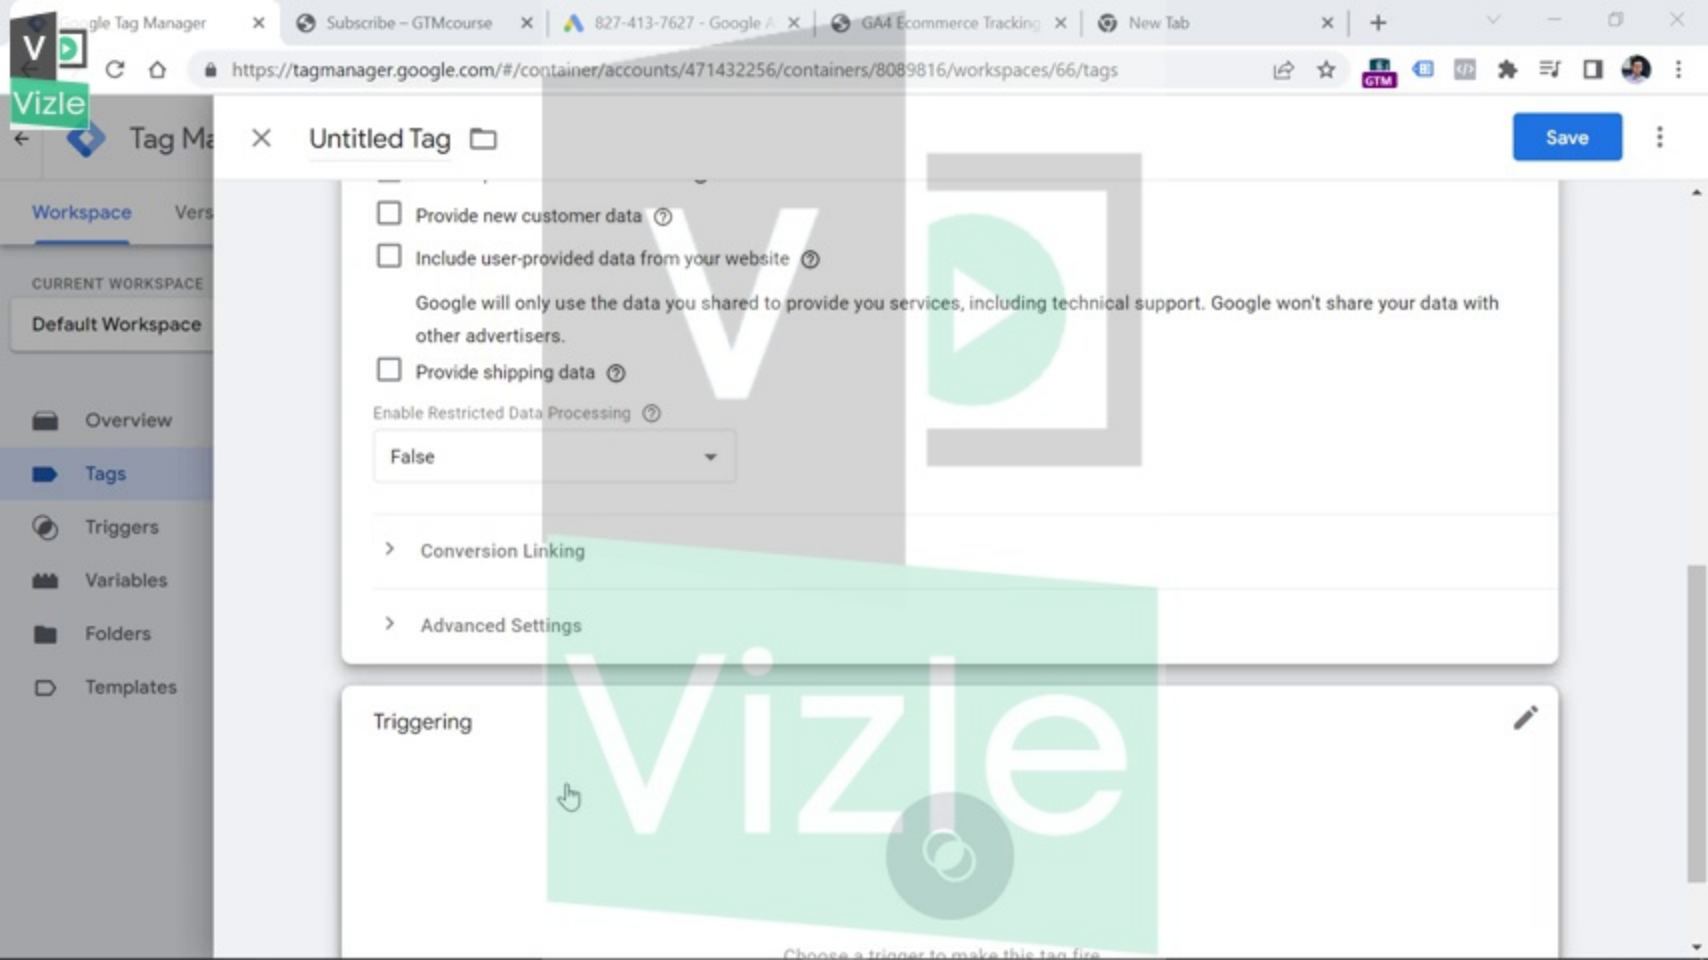 gle Tag Manager
Subscribe – GTMcourse
827-413-7627 - Google A
GA4 Ecommerce Tracking
New Tab
https://tagmanager.google.com/#/container/accounts/471432256/containers/8089816/workspaces/66/tags
GTM
V
Vizle
Tag Ma
Untitled Tag
Save
Workspace
Vers
CURRENT WORKSPACE
Default Workspace
Overview
Tags
Triggers
Variables
Folders
Templates
Provide new customer data
Include user-provided data from your website
Google will only use the data you shared to provide you services, including technical support. Google won't share your data with
other advertisers.
Provide shipping data
Enable Restricted Data Processing
False
Conversion Linking
Advanced Settings
Triggering
Choose a trigger to make this tag fire
V
Vizle